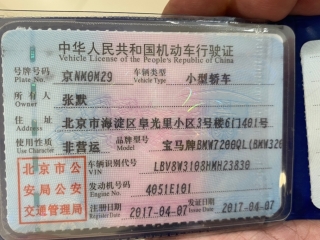 中华人民共和国机动车行驶证
Vehicle License of the People's Republic of China
号牌号码 京NK0MZ9 车辆类型 小型轿车
Plate No. Vehicle Type
所有人 张默
Owner
住址 北京市海淀区阜光里小区3号楼6门401号
Address
使用性质 非营运 品牌型号 宝马牌BMW7200QL(BMW320
Use Character Model
北京市公 车辆识别代号 LBV8W3108HMH23830
VIN
安局公安 发动机号码 4051E101
Engine No.
交通管理局 注册日期 2017-04-07 发证日期 2017-04-07
Register Date Issue Date